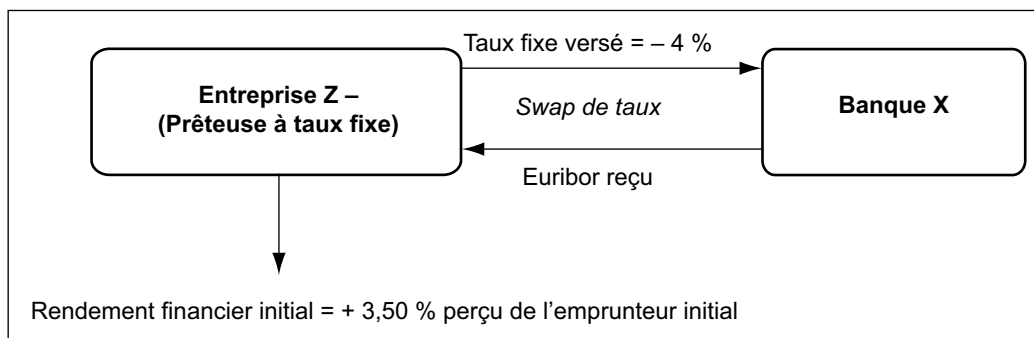 Taux fixe versé = – 4 %
Entreprise Z –
(Prêteuse à taux fixe)
Swap de taux
Banque X
Euribor reçu
Rendement financier initial = + 3,50 % perçu de l’emprunteur initial